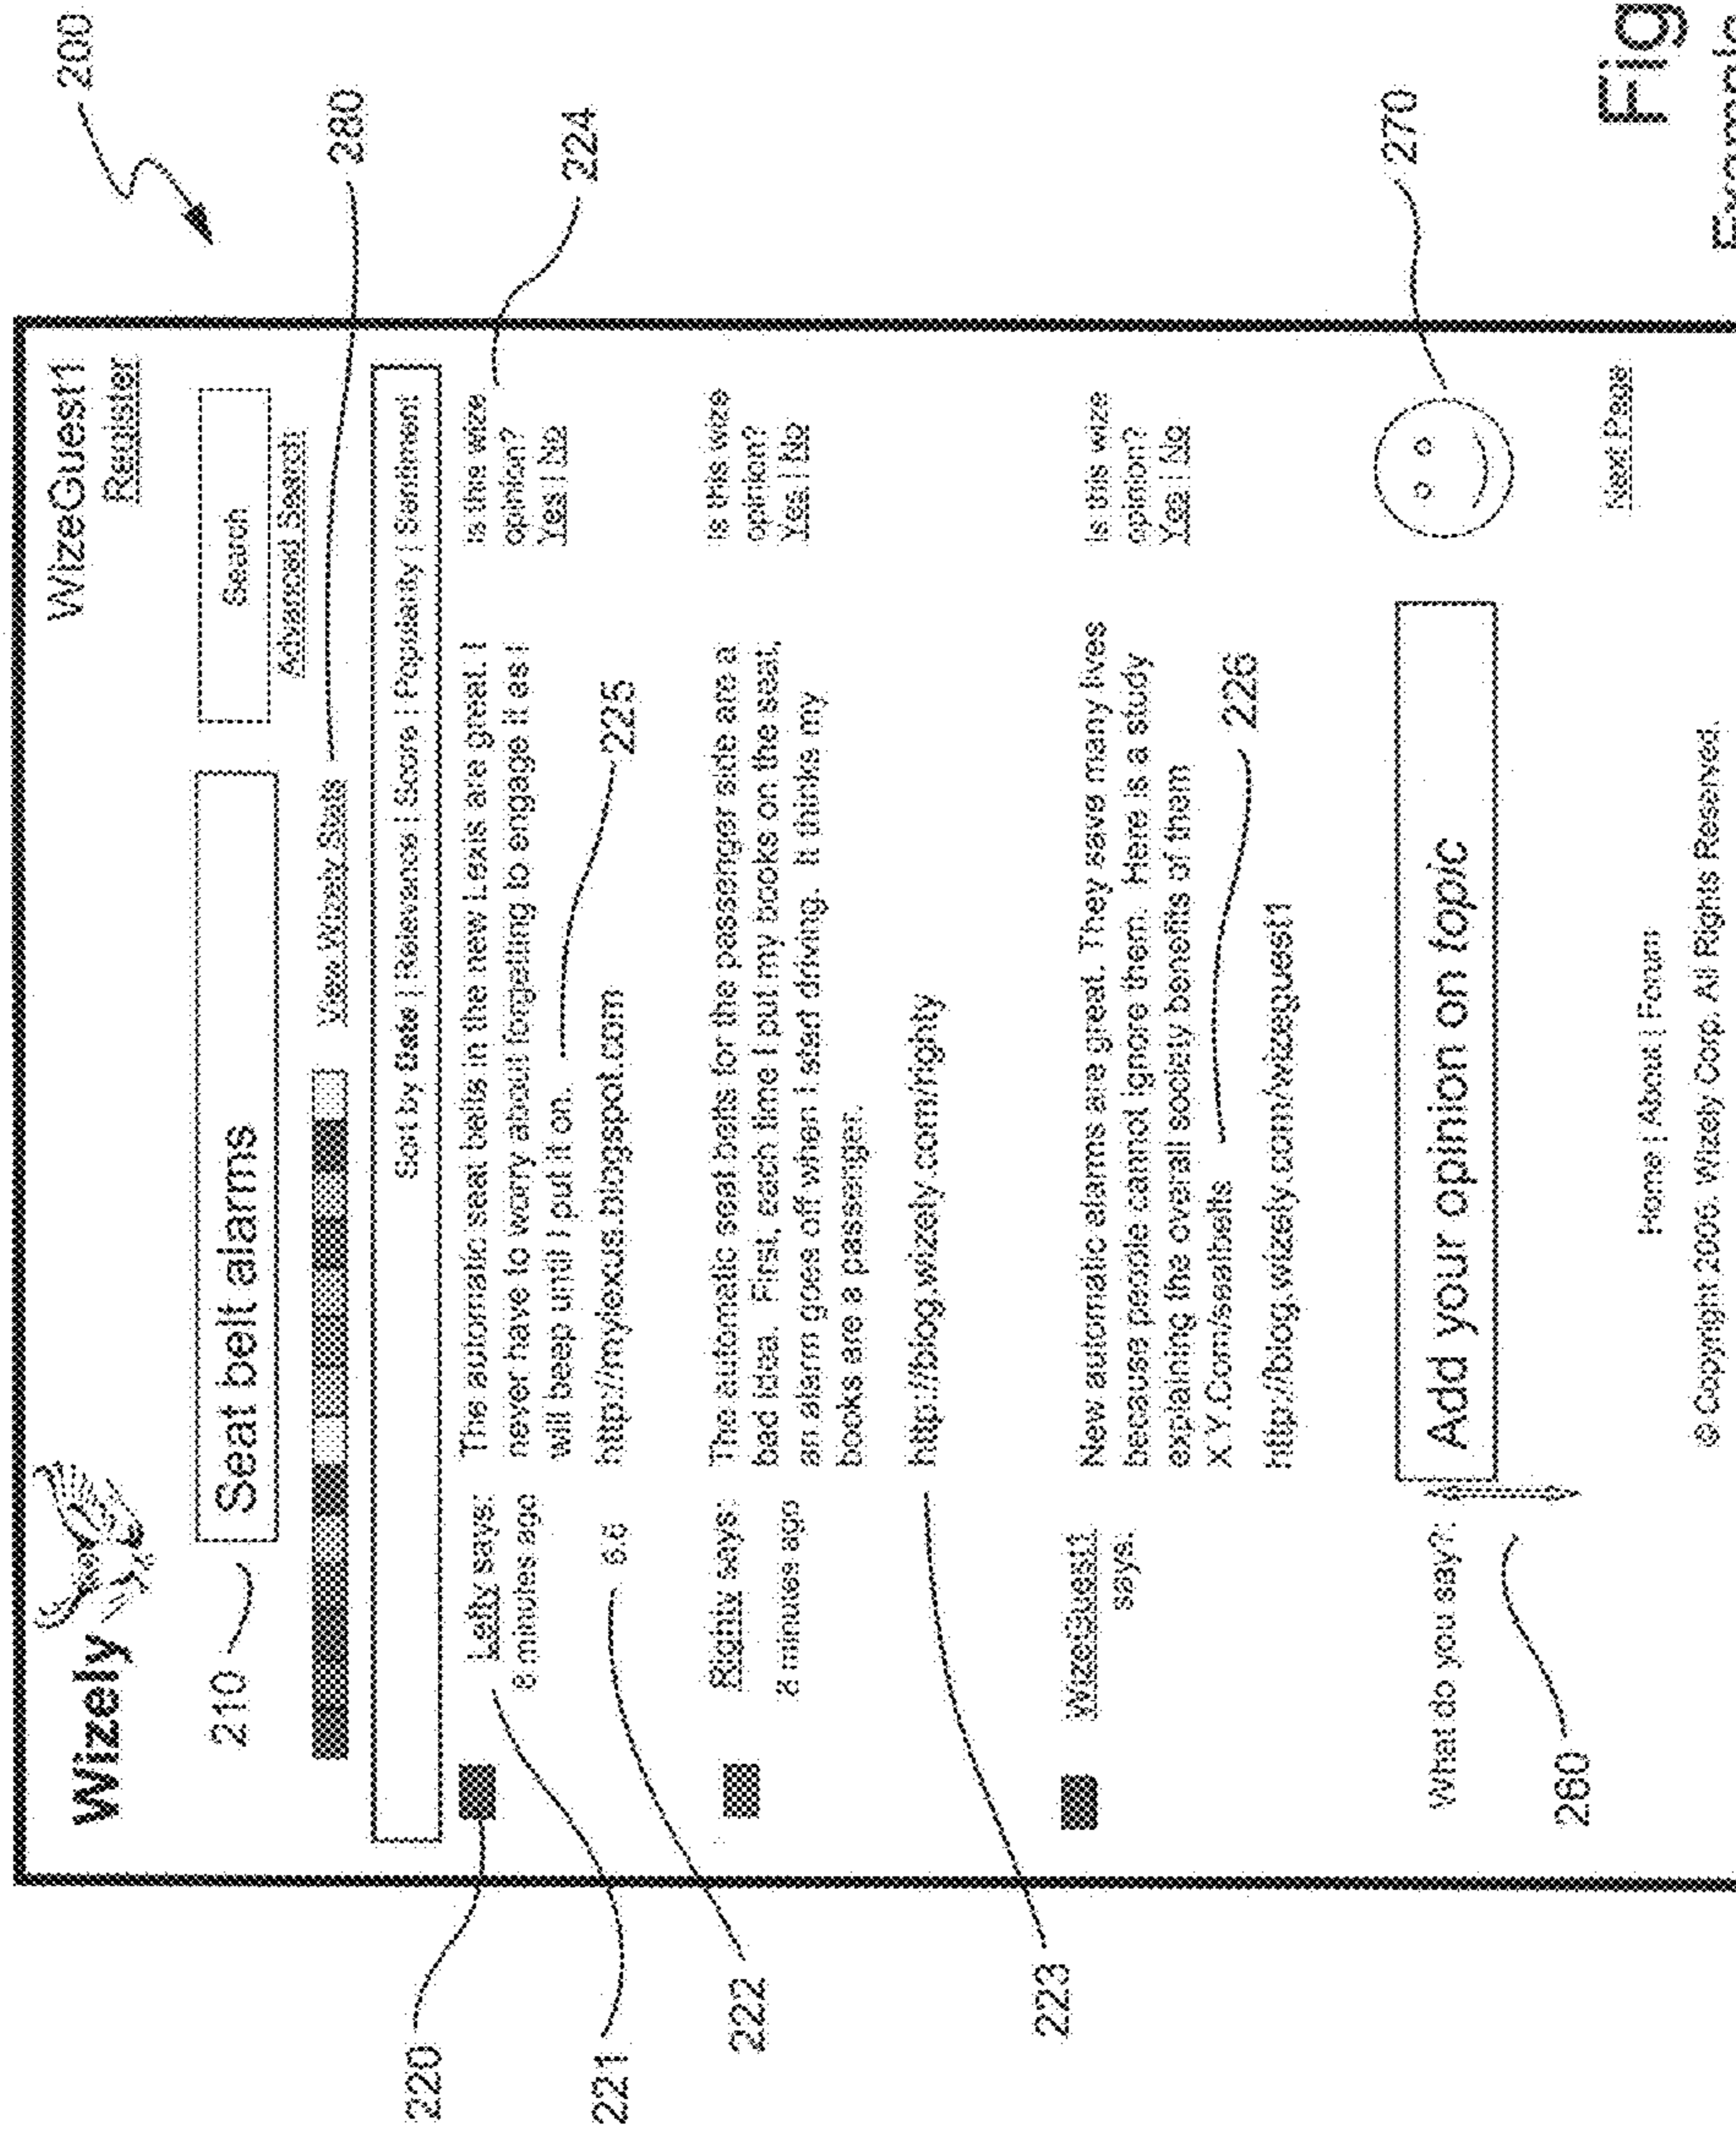 200
Wizely
WizeGuest1
Register
210
Seat belt alarms
Search
Advanced Search
View Wizely Stats
280
Sort by Date | Relevance | Score | Popularity | Sentiment
220
221
Lefty says:
8 minutes ago
222
6.6
The automatic seat belts in the new Lexis are great. I
never have to worry about forgetting to engage it as I
will beep until I put it on.
225
http://mylexus.blogspot.com
Is this wize
opinion?
Yes | No
224
Righty says:
a minutes ago
The automatic seat belts for the passenger side are a
bad idea. First, each time I put my books on the seat,
an alarm goes off when I start driving. It thinks my
books are a passenger.
http://blog.wizely.com/righty
223
Is this wize
opinion?
Yes | No
WizeGuest1
says:
New automatic alarms are great. They save many lives
because people cannot ignore them. Here is a study
explaining the overall society benefits of them
X.Y.Com/seatbelts
226
http://blog.wizely.com/wizeguest1
Is this wize
opinion?
Yes | No
What do you say?:
Add your opinion on topic
270
260
Next Page
Home | About | Forum
© Copyright 2006. Wizely Corp. All Rights Reserved.
Fig